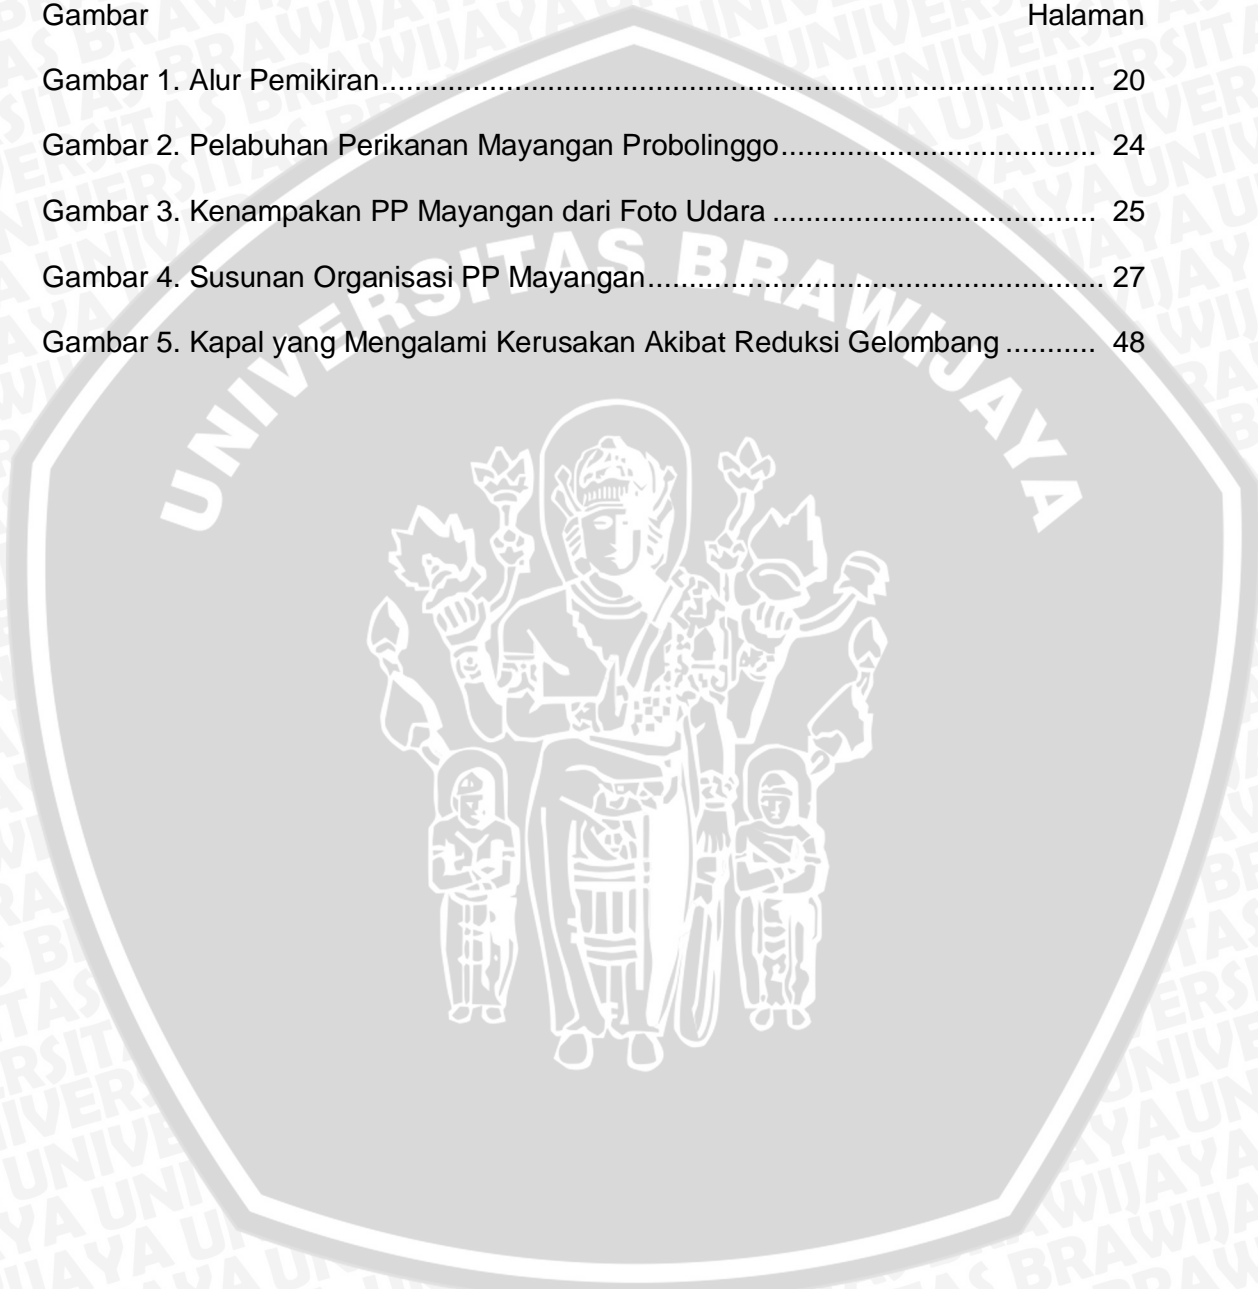 Gambar Halaman
Gambar 1. Alur Pemikiran........................................................................................ 20
Gambar 2. Pelabuhan Perikanan Mayangan Probolinggo...................................... 24
Gambar 3. Kenampakan PP Mayangan dari Foto Udara ....................................... 25
Gambar 4. Susunan Organisasi PP Mayangan....................................................... 27
Gambar 5. Kapal yang Mengalami Kerusakan Akibat Reduksi Gelombang ........... 48
UNIVERSITAS BRAWIJAYA